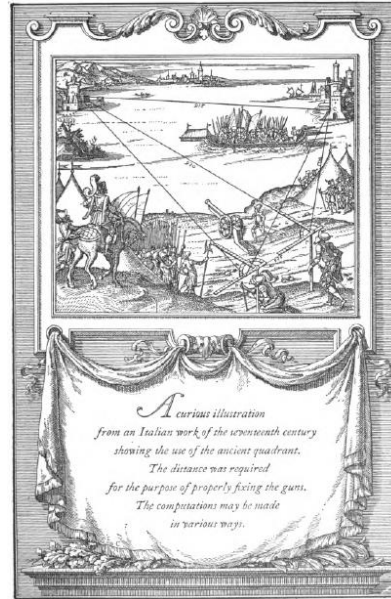 A curious illustration
from an Italian work of the seventeenth century
showing the use of the ancient quadrant.
The distance was required
for the purpose of properly fixing the guns.
The computations may be made
in various ways.